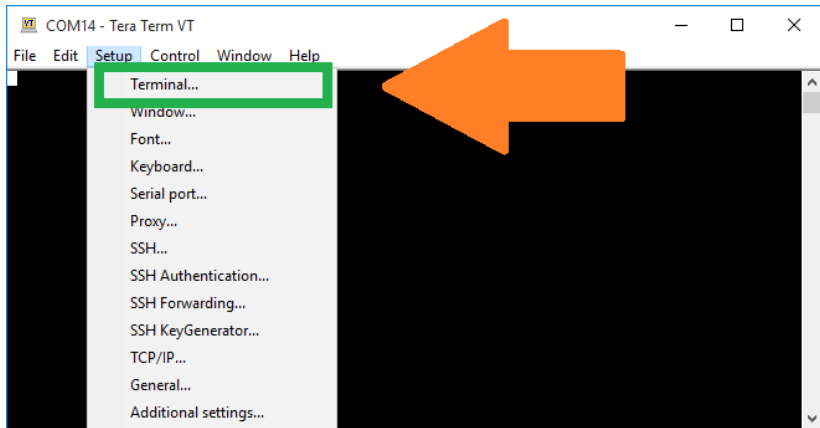 COM14 - Tera Term VT
File Edit Setup Control Window Help
Terminal...
Window...
Font...
Keyboard...
Serial port...
Proxy...
SSH...
SSH Authentication...
SSH Forwarding...
SSH KeyGenerator...
TCP/IP...
General...
Additional settings...